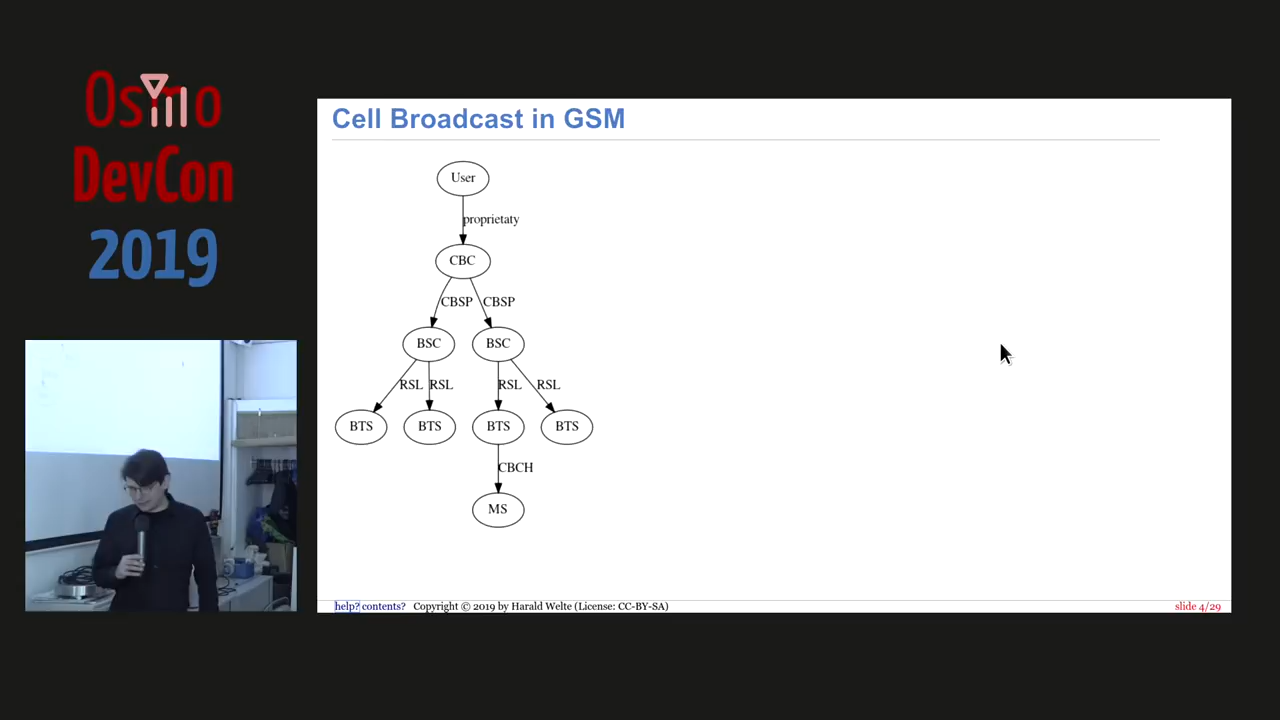 Osmo
DevCon
2019
Cell Broadcast in GSM
User
proprietaty
CBC
CBSP CBSP
BSC BSC
RSL RSL RSL RSL
BTS BTS BTS BTS
CBCH
MS
help? contents? Copyright © 2019 by Harald Welte (License: CC-BY-SA) slide 4/29